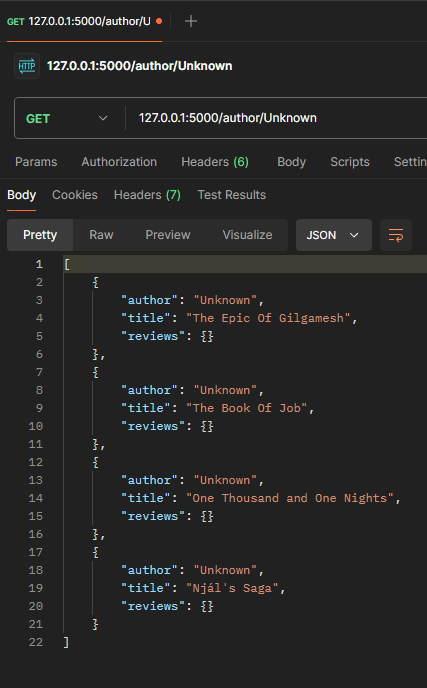 GET 127.0.0.1:5000/author/U
HTTP 127.0.0.1:5000/author/Unknown
GET 127.0.0.1:5000/author/Unknown
Params Authorization Headers (6) Body Scripts Settin
Body Cookies Headers (7) Test Results
Pretty Raw Preview Visualize JSON
1 [
2 {
3 "author": "Unknown",
4 "title": "The Epic Of Gilgamesh",
5 "reviews": {}
6 },
7 {
8 "author": "Unknown",
9 "title": "The Book Of Job",
10 "reviews": {}
11 },
12 {
13 "author": "Unknown",
14 "title": "One Thousand and One Nights",
15 "reviews": {}
16 },
17 {
18 "author": "Unknown",
19 "title": "Njál's Saga",
20 "reviews": {}
21 }
22 ]